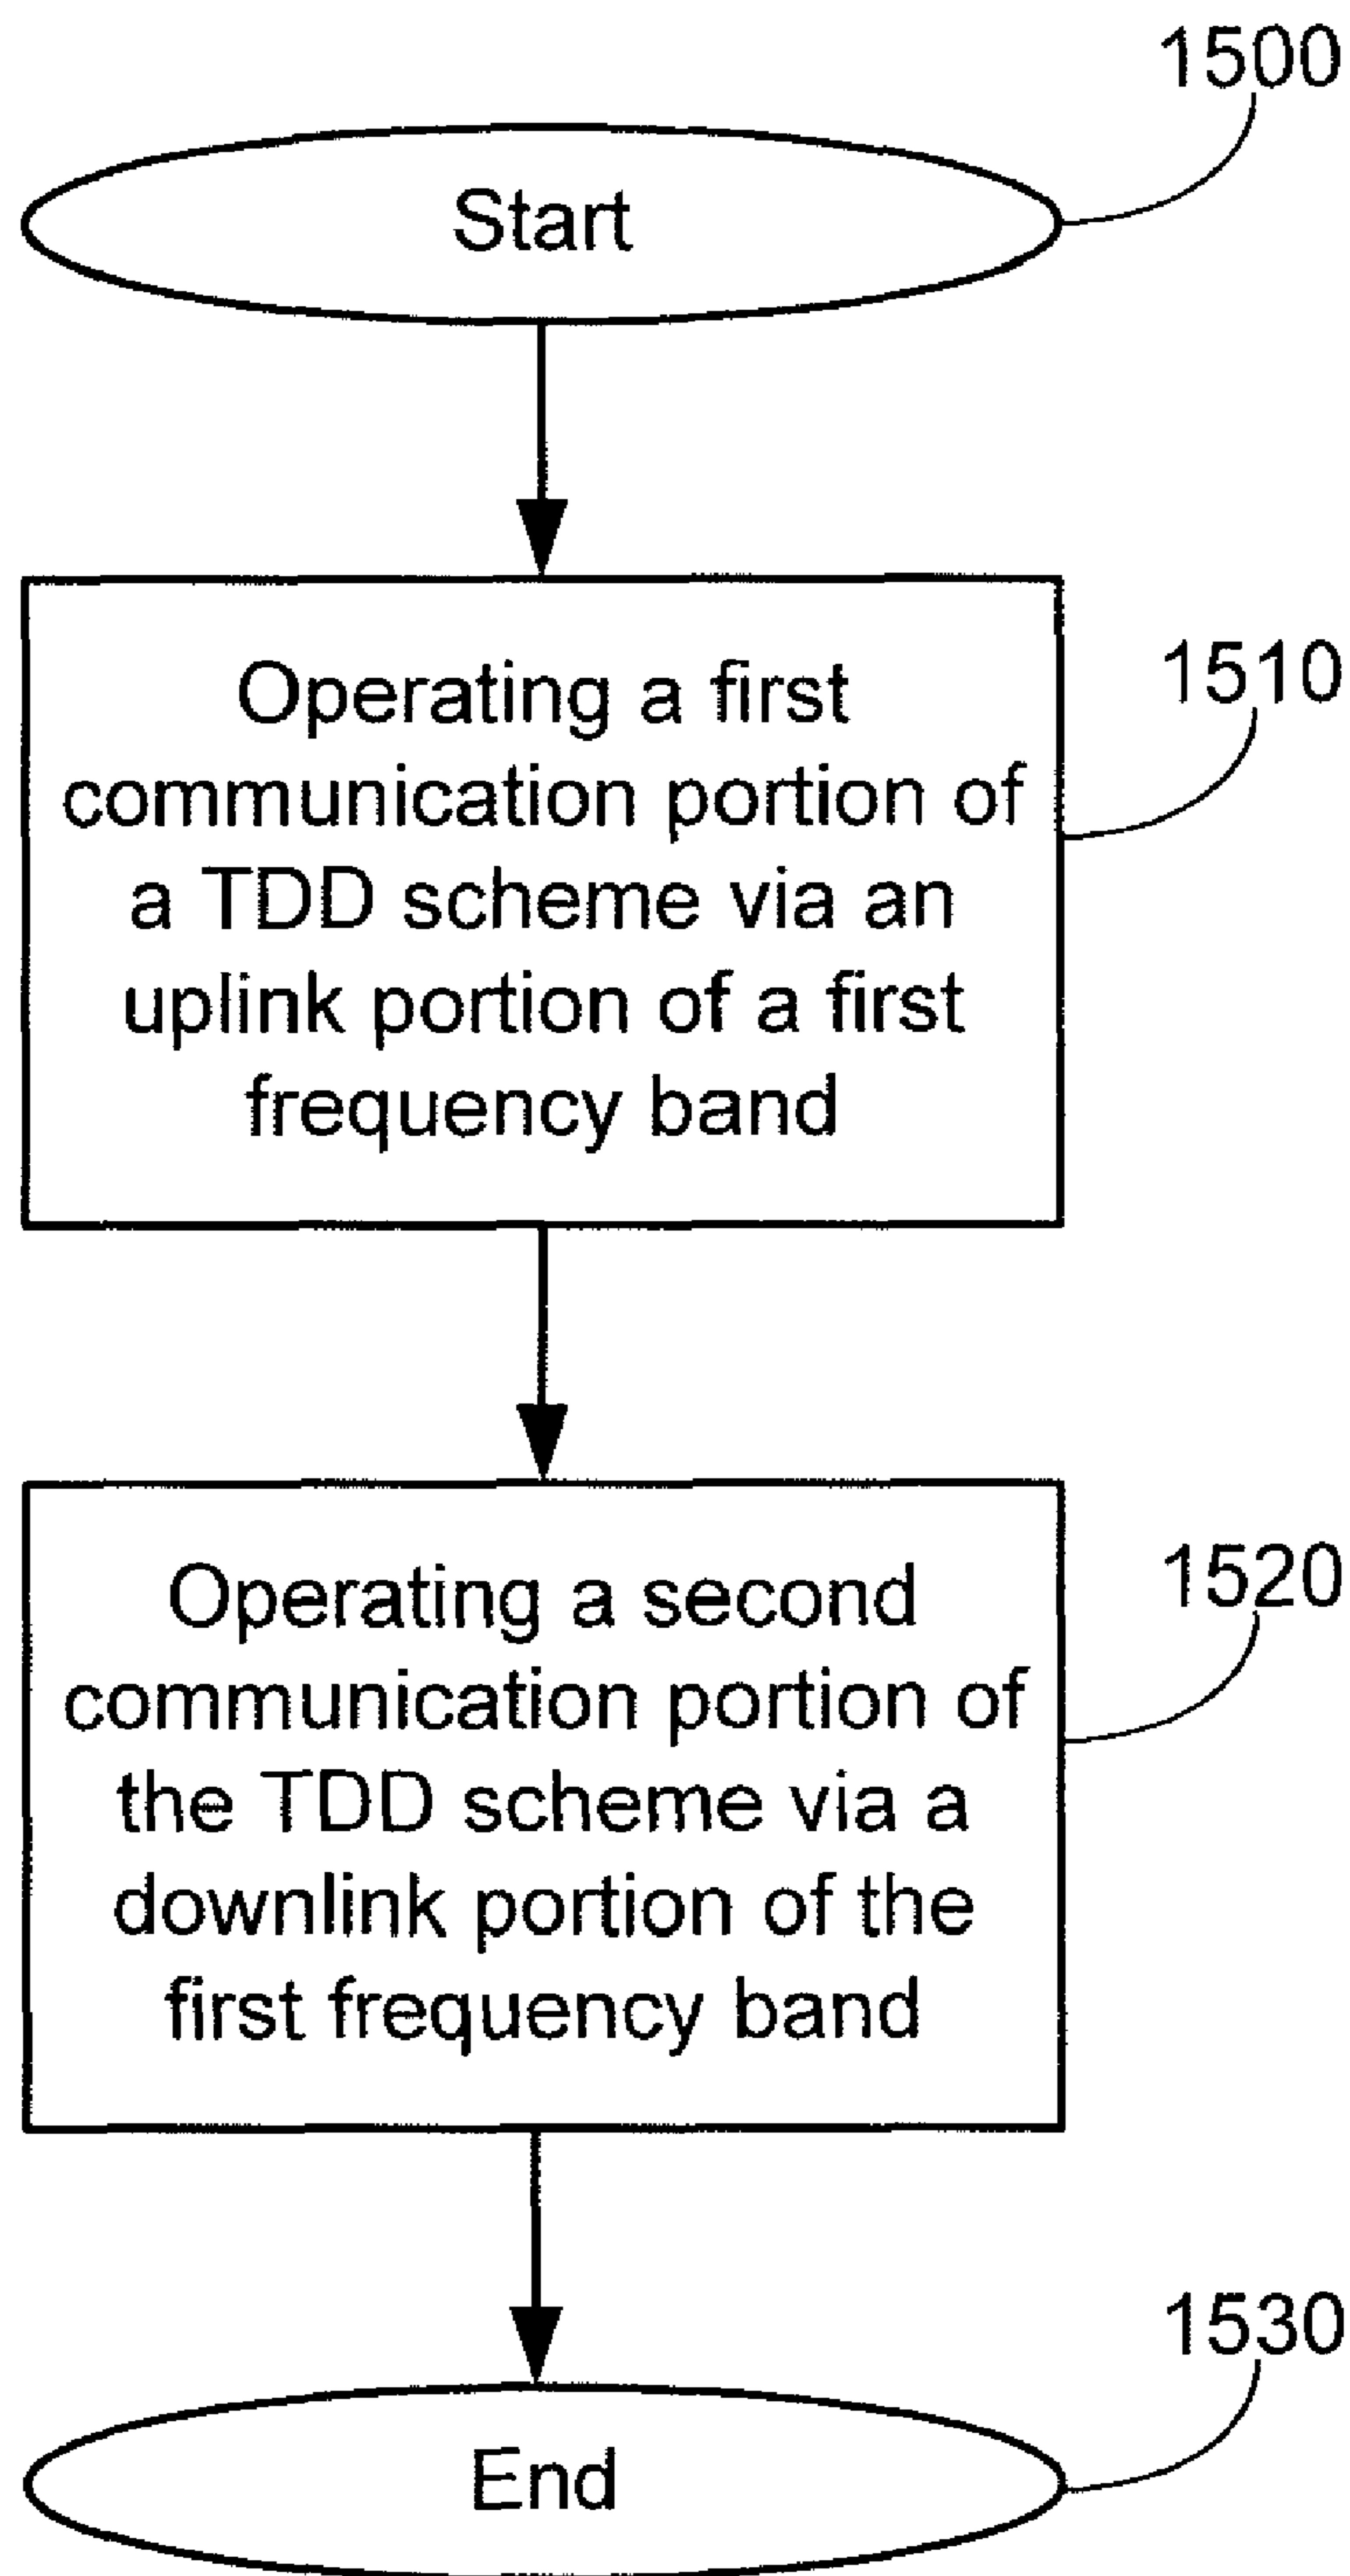 1500
Start
1510
Operating a first
communication portion of
a TDD scheme via an
uplink portion of a first
frequency band
1520
Operating a second
communication portion of
the TDD scheme via a
downlink portion of the
first frequency band
1530
End